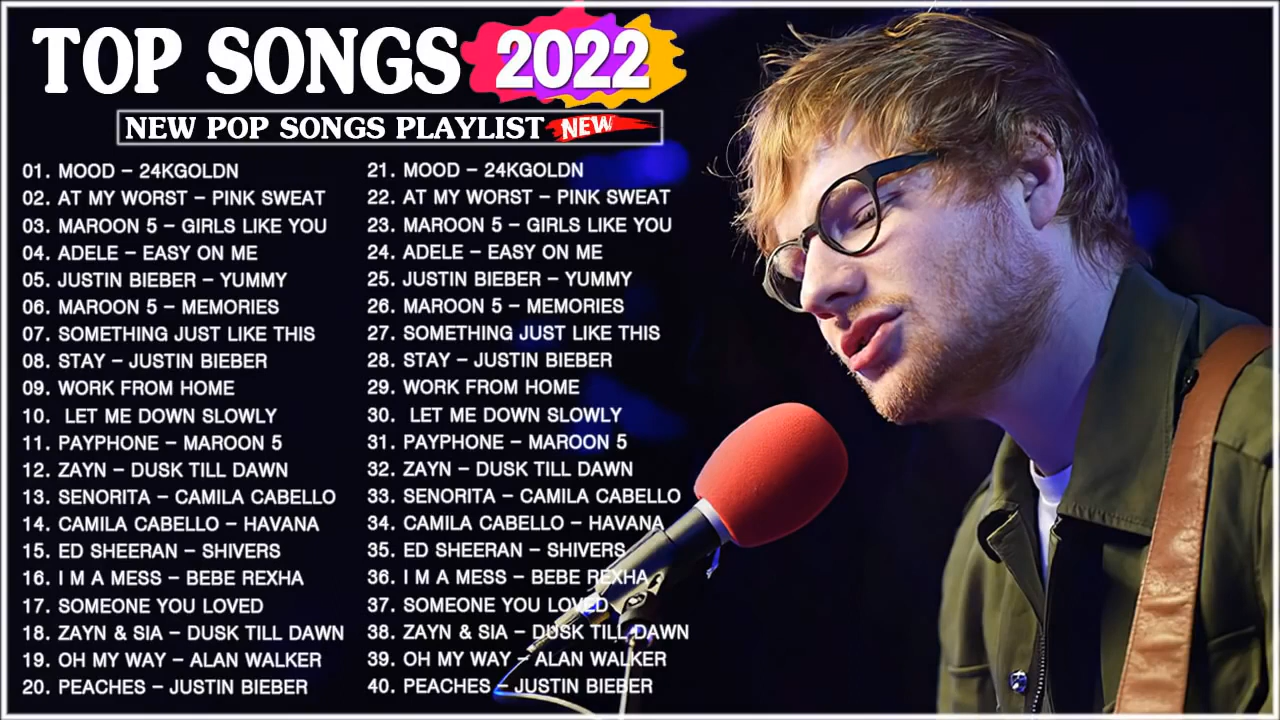 TOP SONGS 2022
NEW POP SONGS PLAYLIST NEW
01. MOOD – 24KGOLDN
02. AT MY WORST – PINK SWEAT
03. MAROON 5 – GIRLS LIKE YOU
04. ADELE – EASY ON ME
05. JUSTIN BIEBER – YUMMY
06. MAROON 5 – MEMORIES
07. SOMETHING JUST LIKE THIS
08. STAY – JUSTIN BIEBER
09. WORK FROM HOME
10. LET ME DOWN SLOWLY
11. PAYPHONE – MAROON 5
12. ZAYN – DUSK TILL DAWN
13. SENORITA – CAMILA CABELLO
14. CAMILA CABELLO – HAVANA
15. ED SHEERAN – SHIVERS
16. I M A MESS – BEBE REXHA
17. SOMEONE YOU LOVED
18. ZAYN & SIA – DUSK TILL DAWN
19. OH MY WAY – ALAN WALKER
20. PEACHES – JUSTIN BIEBER
21. MOOD – 24KGOLDN
22. AT MY WORST – PINK SWEAT
23. MAROON 5 – GIRLS LIKE YOU
24. ADELE – EASY ON ME
25. JUSTIN BIEBER – YUMMY
26. MAROON 5 – MEMORIES
27. SOMETHING JUST LIKE THIS
28. STAY – JUSTIN BIEBER
29. WORK FROM HOME
30. LET ME DOWN SLOWLY
31. PAYPHONE – MAROON 5
32. ZAYN – DUSK TILL DAWN
33. SENORITA – CAMILA CABELLO
34. CAMILA CABELLO – HAVANA
35. ED SHEERAN – SHIVERS
36. I M A MESS – BEBE REXHA
37. SOMEONE YOU LOVED
38. ZAYN & SIA – DUSK TILL DAWN
39. OH MY WAY – ALAN WALKER
40. PEACHES – JUSTIN BIEBER